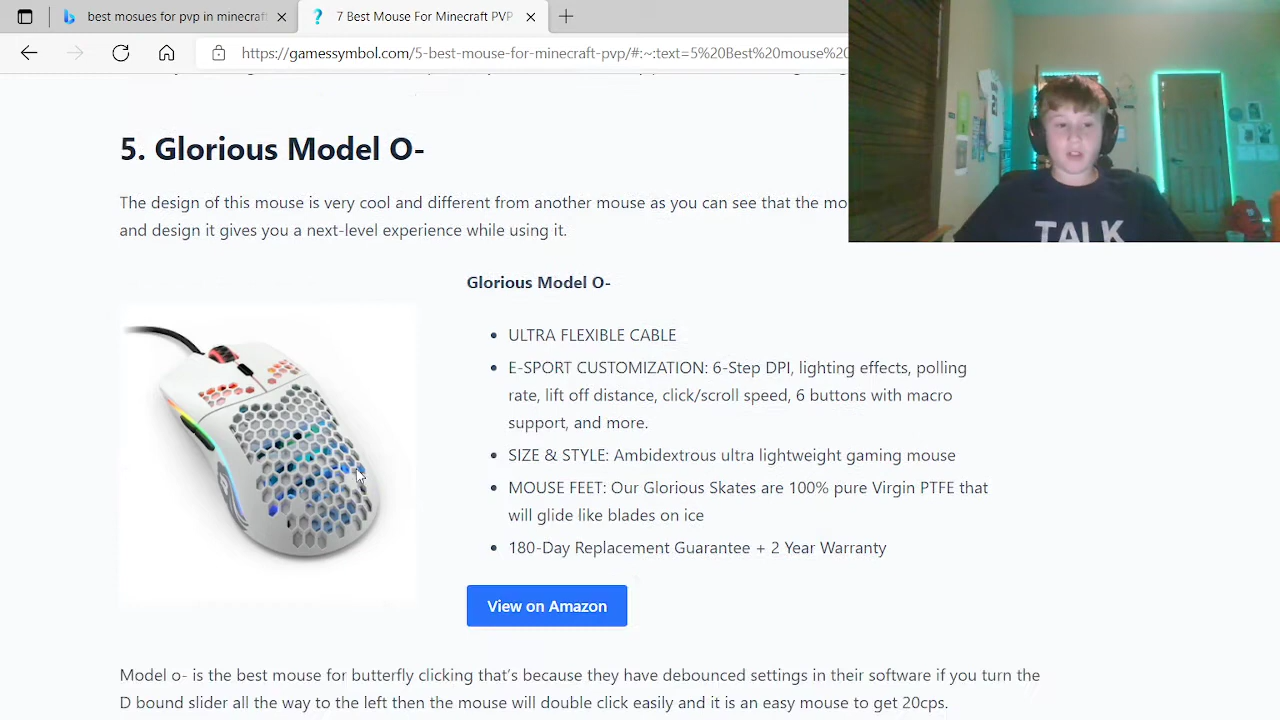 best mosues for pvp in minecraft
7 Best Mouse For Minecraft PVP
https://gamessymbol.com/5-best-mouse-for-minecraft-pvp/#:~:text=5%20Best%20mouse%20
5. Glorious Model O-
The design of this mouse is very cool and different from another mouse as you can see that the mo
and design it gives you a next-level experience while using it.
Glorious Model O-
• ULTRA FLEXIBLE CABLE
• E-SPORT CUSTOMIZATION: 6-Step DPI, lighting effects, polling
rate, lift off distance, click/scroll speed, 6 buttons with macro
support, and more.
• SIZE & STYLE: Ambidextrous ultra lightweight gaming mouse
• MOUSE FEET: Our Glorious Skates are 100% pure Virgin PTFE that
will glide like blades on ice
• 180-Day Replacement Guarantee + 2 Year Warranty
View on Amazon
Model o- is the best mouse for butterfly clicking that's because they have debounced settings in their software if you turn the
D bound slider all the way to the left then the mouse will double click easily and it is an easy mouse to get 20cps.
TALK